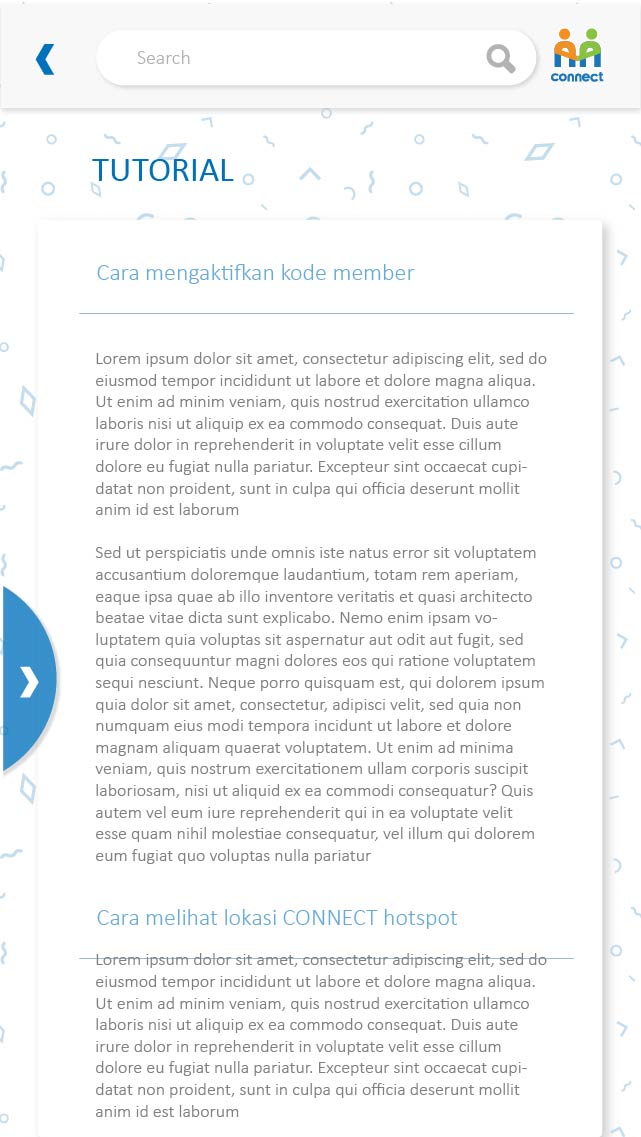 Search
connect
TUTORIAL
Cara mengaktifkan kode member
Lorem ipsum dolor sit amet, consectetur adipiscing elit, sed do
eiusmod tempor incididunt ut labore et dolore magna aliqua.
Ut enim ad minim veniam, quis nostrud exercitation ullamco
laboris nisi ut aliquip ex ea commodo consequat. Duis aute
irure dolor in reprehenderit in voluptate velit esse cillum
dolore eu fugiat nulla pariatur. Excepteur sint occaecat cupi-
datat non proident, sunt in culpa qui officia deserunt mollit
anim id est laborum
Sed ut perspiciatis unde omnis iste natus error sit voluptatem
accusantium doloremque laudantium, totam rem aperiam,
eaque ipsa quae ab illo inventore veritatis et quasi architecto
beatae vitae dicta sunt explicabo. Nemo enim ipsam vo-
luptatem quia voluptas sit aspernatur aut odit aut fugit, sed
quia consequuntur magni dolores eos qui ratione voluptatem
sequi nesciunt. Neque porro quisquam est, qui dolorem ipsum
quia dolor sit amet, consectetur, adipisci velit, sed quia non
numquam eius modi tempora incidunt ut labore et dolore
magnam aliquam quaerat voluptatem. Ut enim ad minima
veniam, quis nostrum exercitationem ullam corporis suscipit
laboriosam, nisi ut aliquid ex ea commodi consequatur? Quis
autem vel eum iure reprehenderit qui in ea voluptate velit
esse quam nihil molestiae consequatur, vel illum qui dolorem
eum fugiat quo voluptas nulla pariatur
Cara melihat lokasi CONNECT hotspot
Lorem ipsum dolor sit amet, consectetur adipiscing elit, sed do
eiusmod tempor incididunt ut labore et dolore magna aliqua.
Ut enim ad minim veniam, quis nostrud exercitation ullamco
laboris nisi ut aliquip ex ea commodo consequat. Duis aute
irure dolor in reprehenderit in voluptate velit esse cillum
dolore eu fugiat nulla pariatur. Excepteur sint occaecat cupi-
datat non proident, sunt in culpa qui officia deserunt mollit
anim id est laborum